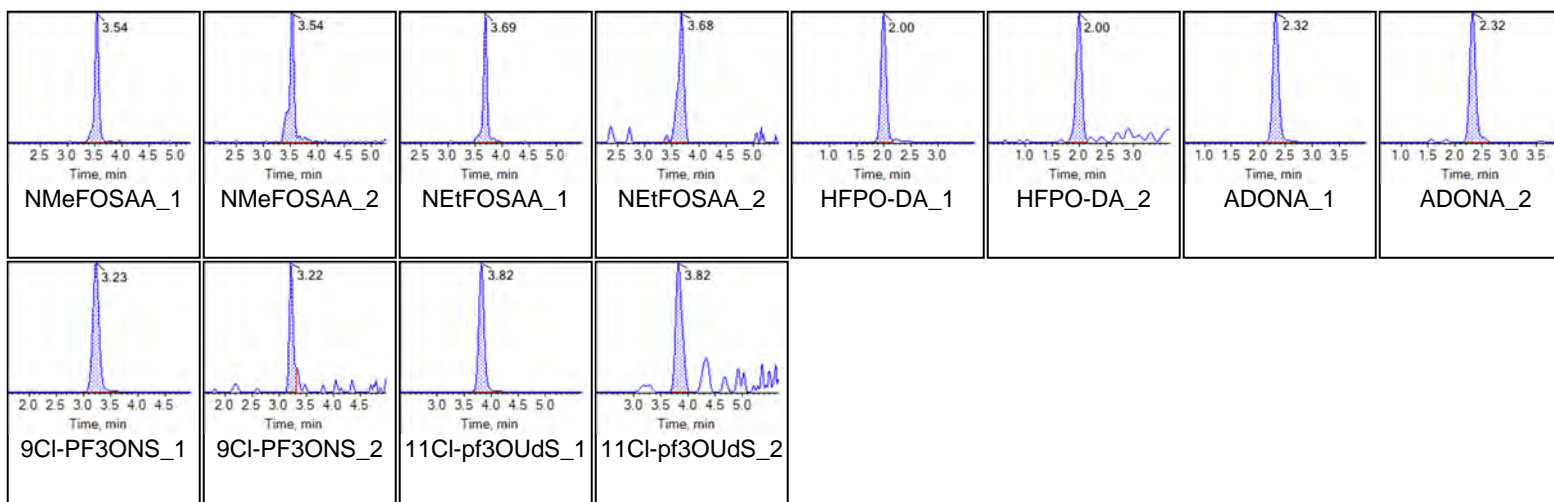 3.54 3.54 3.69 3.68 2.00 2.00 2.32 2.32
2.5 3.0 3.5 4.0 4.5 5.0 2.5 3.0 3.5 4.0 4.5 5.0 2.5 3.0 3.5 4.0 4.5 5.0 2.5 3.0 3.5 4.0 4.5 5.0 1.0 1.5 2.0 2.5 3.0 1.0 1.5 2.0 2.5 3.0 1.0 1.5 2.0 2.5 3.0 3.5 1.0 1.5 2.0 2.5 3.0 3.5
Time, min Time, min Time, min Time, min Time, min Time, min Time, min Time, min
NMeFOSAA_1 NMeFOSAA_2 NEtFOSAA_1 NEtFOSAA_2 HFPO-DA_1 HFPO-DA_2 ADONA_1 ADONA_2
3.23 3.22 3.82 3.82
2.0 2.5 3.0 3.5 4.0 4.5 2.0 2.5 3.0 3.5 4.0 4.5 3.0 3.5 4.0 4.5 5.0 3.0 3.5 4.0 4.5 5.0
Time, min Time, min Time, min Time, min
9Cl-PF3ONS_1 9Cl-PF3ONS_2 11Cl-pf3OUdS_1 11Cl-pf3OUdS_2